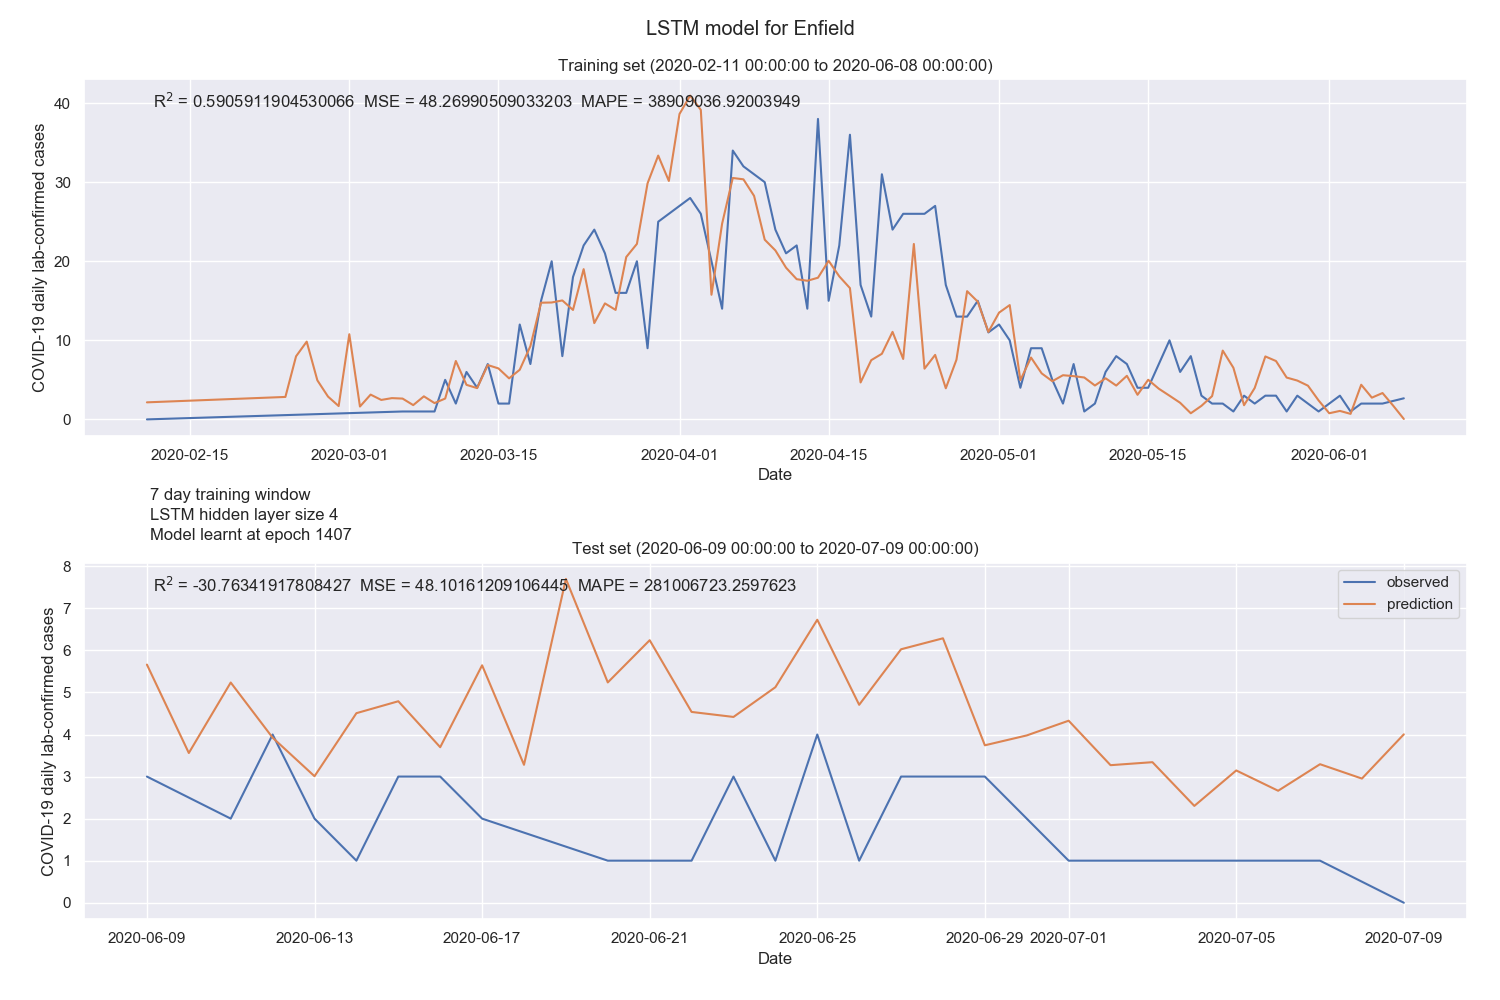 LSTM model for Enfield
Training set (2020-02-11 00:00:00 to 2020-06-08 00:00:00)
R² = 0.5905911904530066 MSE = 48.26990509033203 MAPE = 38909036.92003949
COVID-19 daily lab-confirmed cases
40
30
20
10
0
2020-02-15 2020-03-01 2020-03-15 2020-04-01 2020-04-15 2020-05-01 2020-05-15 2020-06-01
Date
7 day training window
LSTM hidden layer size 4
Model learnt at epoch 1407
Test set (2020-06-09 00:00:00 to 2020-07-09 00:00:00)
R² = -30.76341917808427 MSE = 48.10161209106445 MAPE = 281006723.2597623
observed
prediction
COVID-19 daily lab-confirmed cases
8
7
6
5
4
3
2
1
0
2020-06-09 2020-06-13 2020-06-17 2020-06-21 2020-06-25 2020-06-29 2020-07-01 2020-07-05 2020-07-09
Date